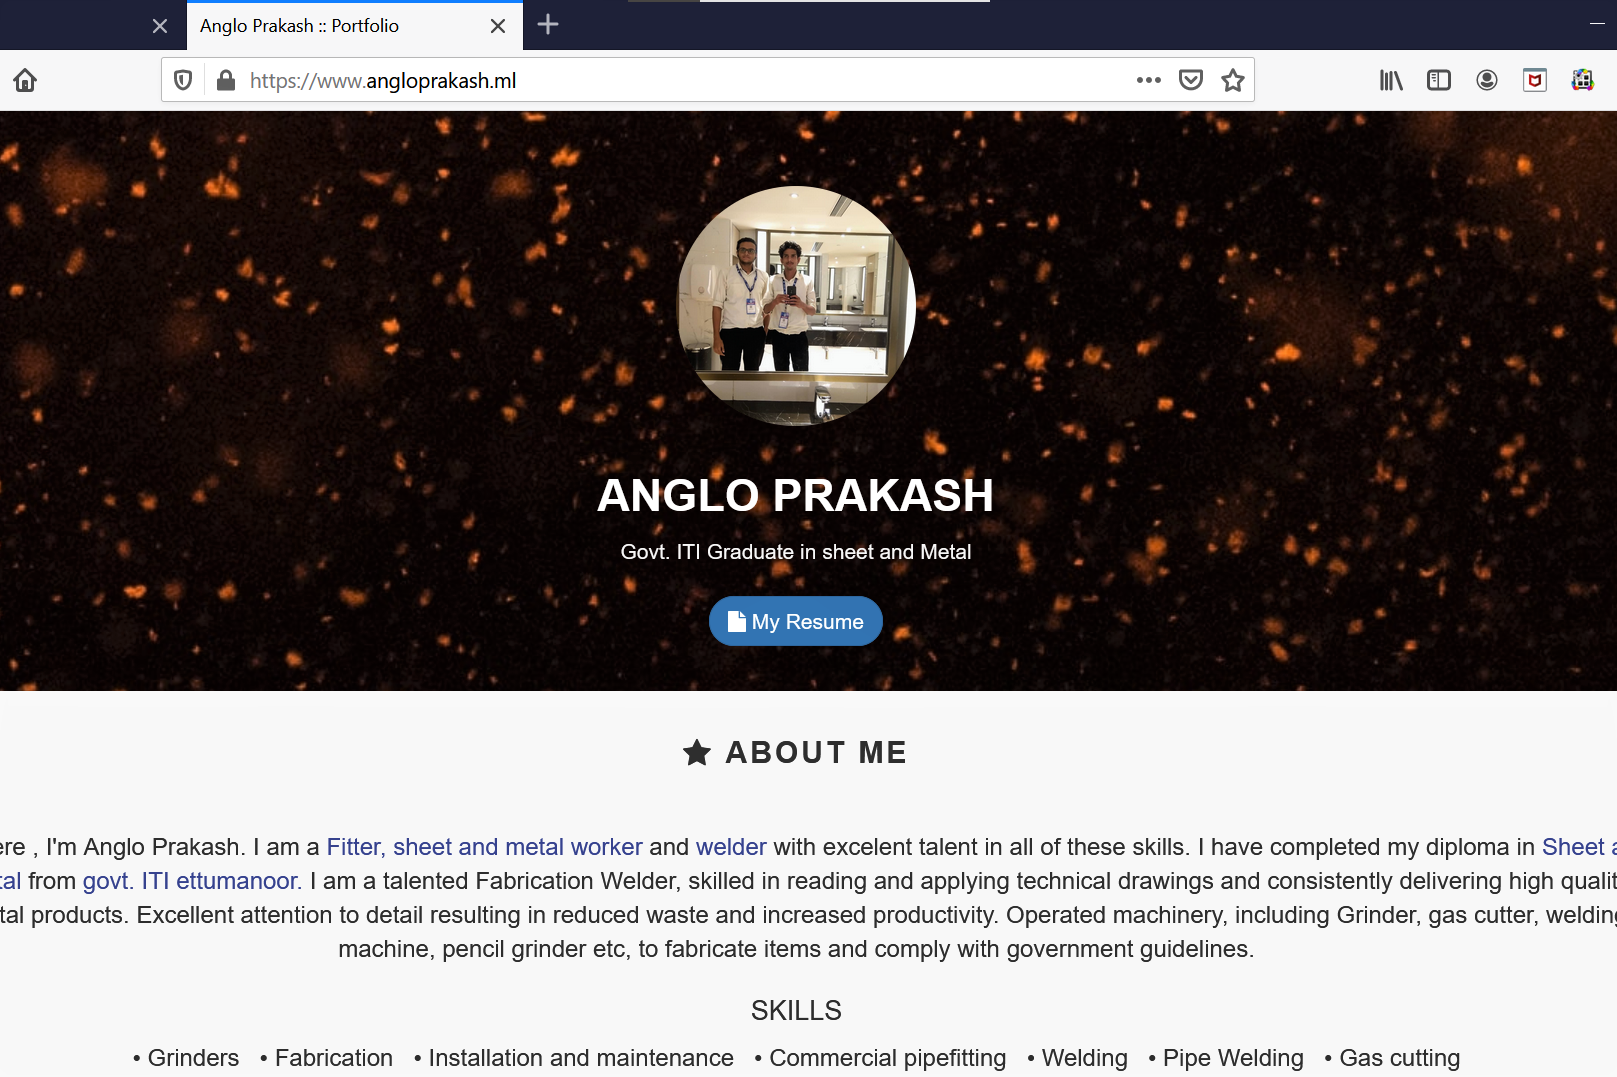 Anglo Prakash :: Portfolio
https://www.angloprakash.ml
ANGLO PRAKASH
Govt. ITI Graduate in sheet and Metal
My Resume
ABOUT ME
ere , I'm Anglo Prakash. I am a Fitter, sheet and metal worker and welder with excelent talent in all of these skills. I have completed my diploma in Sheet a
tal from govt. ITI ettumanoor. I am a talented Fabrication Welder, skilled in reading and applying technical drawings and consistently delivering high qualit
tal products. Excellent attention to detail resulting in reduced waste and increased productivity. Operated machinery, including Grinder, gas cutter, welding
machine, pencil grinder etc, to fabricate items and comply with government guidelines.
SKILLS
• Grinders • Fabrication • Installation and maintenance • Commercial pipefitting • Welding • Pipe Welding • Gas cutting